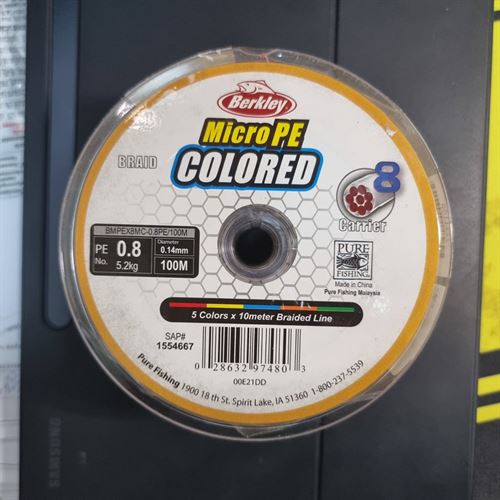 Berkley
MicroPE
COLORED
BRAID
8
Carrier
BMPEX8MC-0.8PE/100M
PE No. 0.8 5.2kg
Diameter 0.14mm
100M
PURE FISHING
Made in China
Pure Fishing Malaysia
5 Colors x 10meter Braided Line
SAP#
1554667
0 28632 97480 3
00E21DD
Pure Fishing 1900 18 th St. Spirit Lake, IA 51360 1-800-237-5539
SAMSUNG